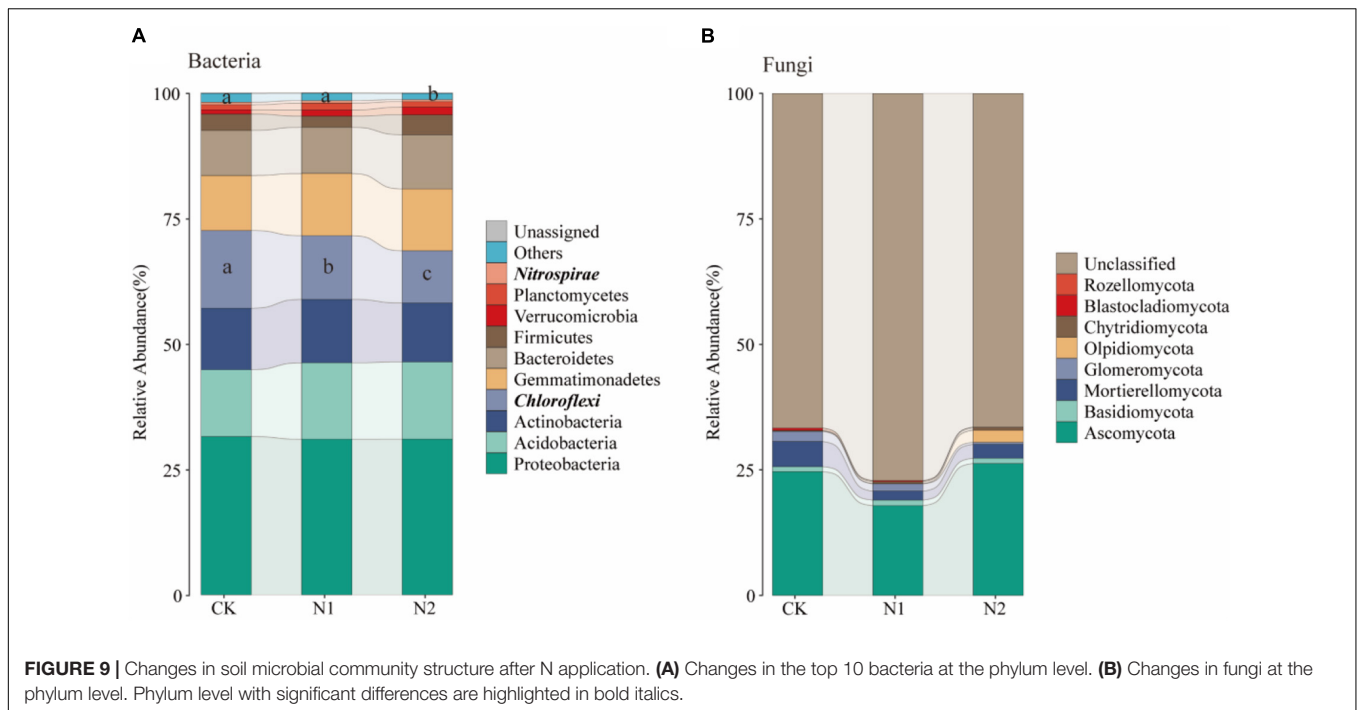 A
Bacteria
Relative Abundance(%)
100
75
50
25
0
a
a
b
a
b
c
CK
N1
N2
Unassigned
Others
Nitrospirae
Planctomycetes
Verrucomicrobia
Firmicutes
Bacteroidetes
Gemmatimonadetes
Chloroflexi
Actinobacteria
Acidobacteria
Proteobacteria
B
Fungi
Relative Abundance(%)
100
75
50
25
0
CK
N1
N2
Unclassified
Rozellomycota
Blastocladiomycota
Chytridiomycota
Olpidiomycota
Glomeromycota
Mortierellomycota
Basidiomycota
Ascomycota
FIGURE 9 | Changes in soil microbial community structure after N application. (A) Changes in the top 10 bacteria at the phylum level. (B) Changes in fungi at the
phylum level. Phylum level with significant differences are highlighted in bold italics.